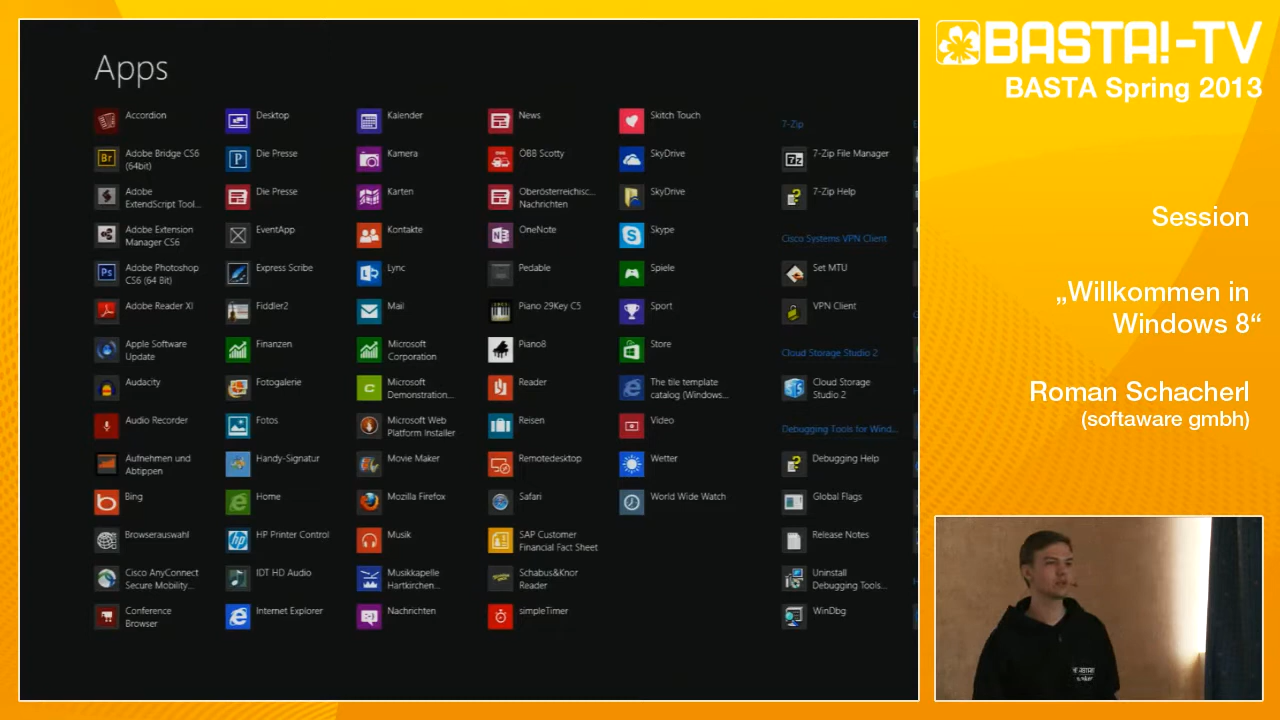 Apps
Accordion
Adobe Bridge CS6
(64bit)
Adobe
ExtendScript Tool...
Adobe Extension
Manager CS6
Adobe Photoshop
CS6 (64 Bit)
Adobe Reader XI
Apple Software
Update
Audacity
Audio Recorder
Aufnehmen und
Abtippen
Bing
Browserauswahl
Cisco AnyConnect
Secure Mobility...
Conference
Browser
Desktop
Die Presse
Die Presse
EventApp
Express Scribe
Fiddler2
Finanzen
Fotogalerie
Fotos
Handy-Signatur
Home
HP Printer Control
IDT HD Audio
Internet Explorer
Kalender
Kamera
Karten
Kontakte
Lync
Mail
Microsoft
Corporation
Microsoft
Demonstration...
Microsoft Web
Platform Installer
Movie Maker
Mozilla Firefox
Musik
Musikkapelle
Hartkirchen...
Nachrichten
News
ÖBB Scotty
Oberösterreichisc...
Nachrichten
OneNote
Pedable
Piano 29Key C5
Piano8
Reader
Reisen
Remotedesktop
Safari
SAP Customer
Financial Fact Sheet
Schabus&Knor
Reader
simpleTimer
Skitch Touch
SkyDrive
SkyDrive
Skype
Spiele
Sport
Store
The tile template
catalog (Windows...
Video
Wetter
World Wide Watch
7-Zip
7-Zip File Manager
7-Zip Help
Cisco Systems VPN Client
Set MTU
VPN Client
Cloud Storage Studio 2
Cloud Storage
Studio 2
Debugging Tools for Wind...
Debugging Help
Global Flags
Release Notes
Uninstall
Debugging Tools...
WinDbg
BASTA!-TV
BASTA Spring 2013
Session
„Willkommen in
Windows 8“
Roman Schacherl
(softaware gmbh)